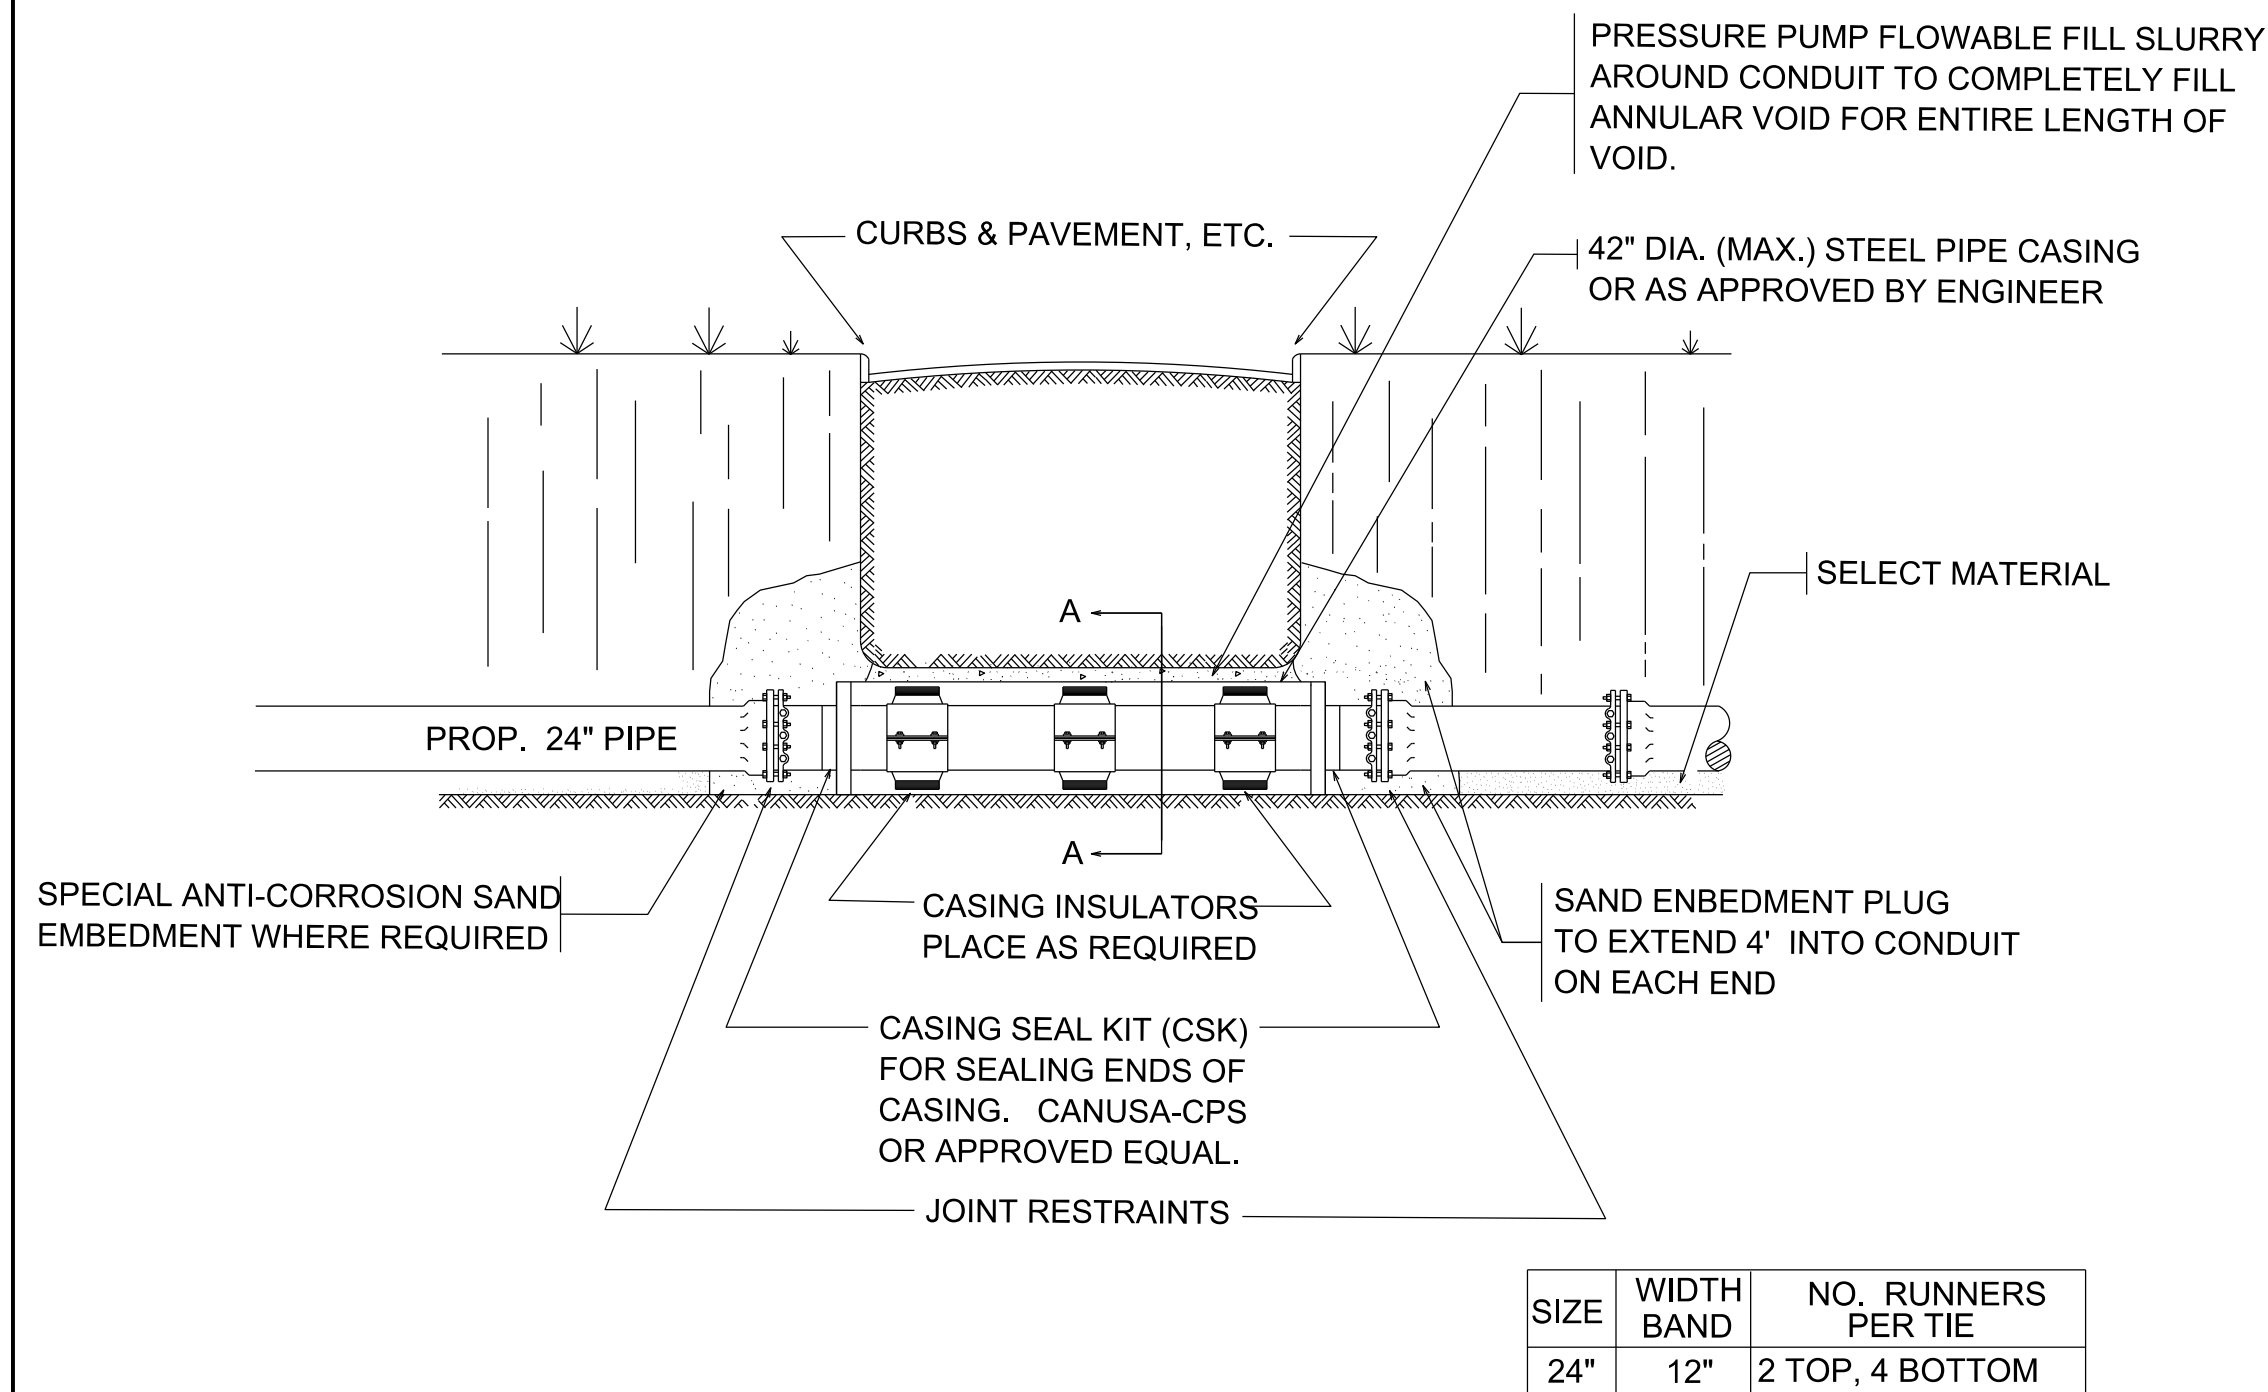 PRESSURE PUMP FLOWABLE FILL SLURRY
AROUND CONDUIT TO COMPLETELY FILL
ANNULAR VOID FOR ENTIRE LENGTH OF
VOID.
CURBS & PAVEMENT, ETC.
42" DIA. (MAX.) STEEL PIPE CASING
OR AS APPROVED BY ENGINEER
SELECT MATERIAL
A
PROP. 24" PIPE
A
SPECIAL ANTI-CORROSION SAND
EMBEDMENT WHERE REQUIRED
CASING INSULATORS
PLACE AS REQUIRED
SAND ENBEDMENT PLUG
TO EXTEND 4' INTO CONDUIT
ON EACH END
CASING SEAL KIT (CSK)
FOR SEALING ENDS OF
CASING. CANUSA-CPS
OR APPROVED EQUAL.
JOINT RESTRAINTS
SIZE WIDTH BAND NO. RUNNERS PER TIE
24" 12" 2 TOP, 4 BOTTOM